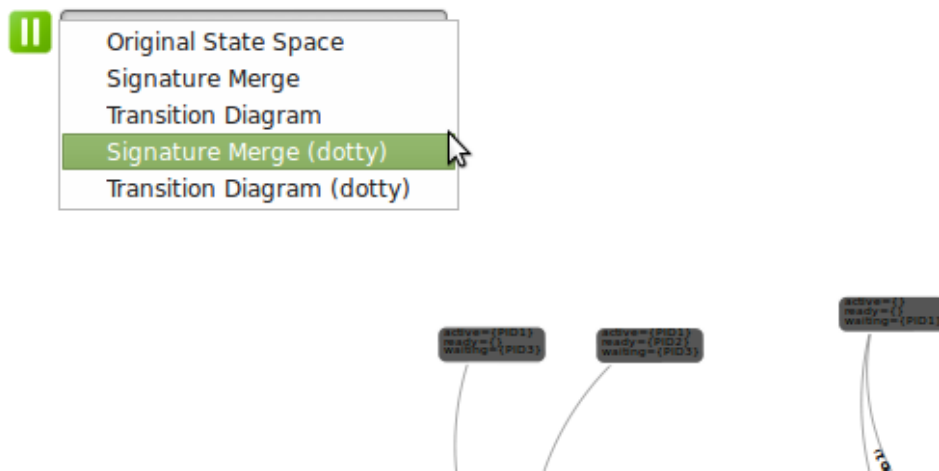 Original State Space
Signature Merge
Transition Diagram
Signature Merge (dotty)
Transition Diagram (dotty)
active={PID1}
ready={}
waiting={PID3}
active={PID1}
ready={PID2}
waiting={PID3}
active={}
ready={}
waiting={PID1}